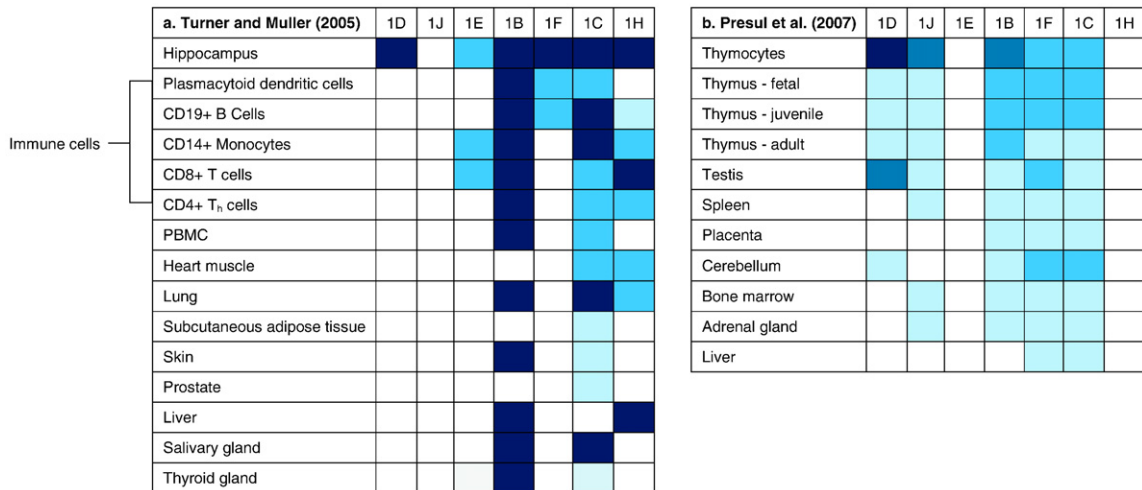 a. Turner and Muller (2005) 1D 1J 1E 1B 1F 1C 1H
Hippocampus
Plasmacytoid dendritic cells
CD19+ B Cells
Immune cells
CD14+ Monocytes
CD8+ T cells
CD4+ Tₕ cells
PBMC
Heart muscle
Lung
Subcutaneous adipose tissue
Skin
Prostate
Liver
Salivary gland
Thyroid gland
b. Presul et al. (2007) 1D 1J 1E 1B 1F 1C 1H
Thymocytes
Thymus - fetal
Thymus - juvenile
Thymus - adult
Testis
Spleen
Placenta
Cerebellum
Bone marrow
Adrenal gland
Liver